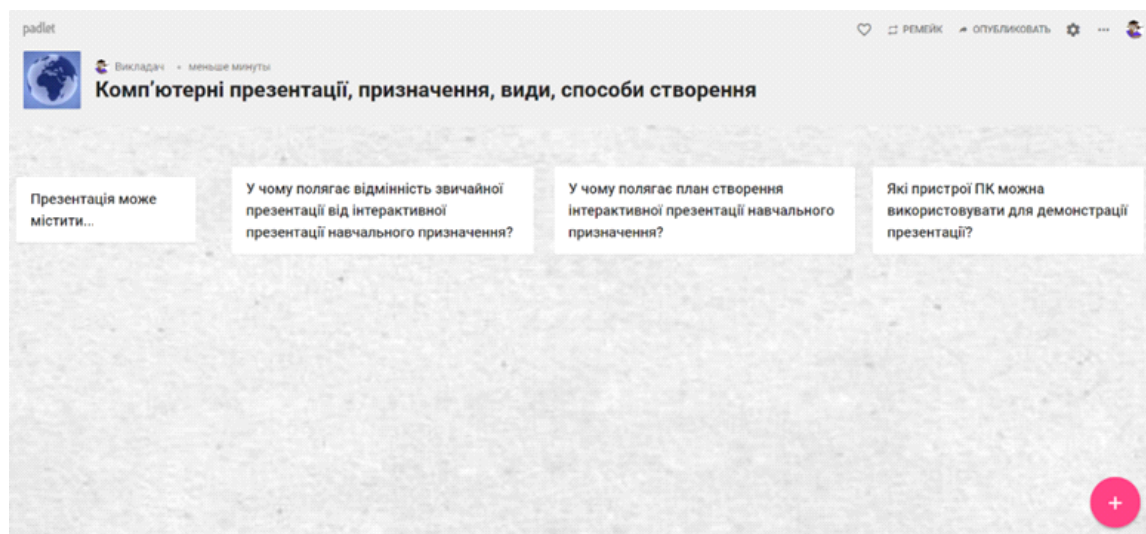 padlet
РЕМЕЙК
ОПУБЛИКОВАТЬ
Викладач • меньше минуты
Комп’ютерні презентації, призначення, види, способи створення
Презентація може
містити...
У чому полягає відмінність звичайної
презентації від інтерактивної
презентації навчального призначення?
У чому полягає план створення
інтерактивної презентації навчального
призначення?
Які пристрої ПК можна
використовувати для демонстрації
презентації?